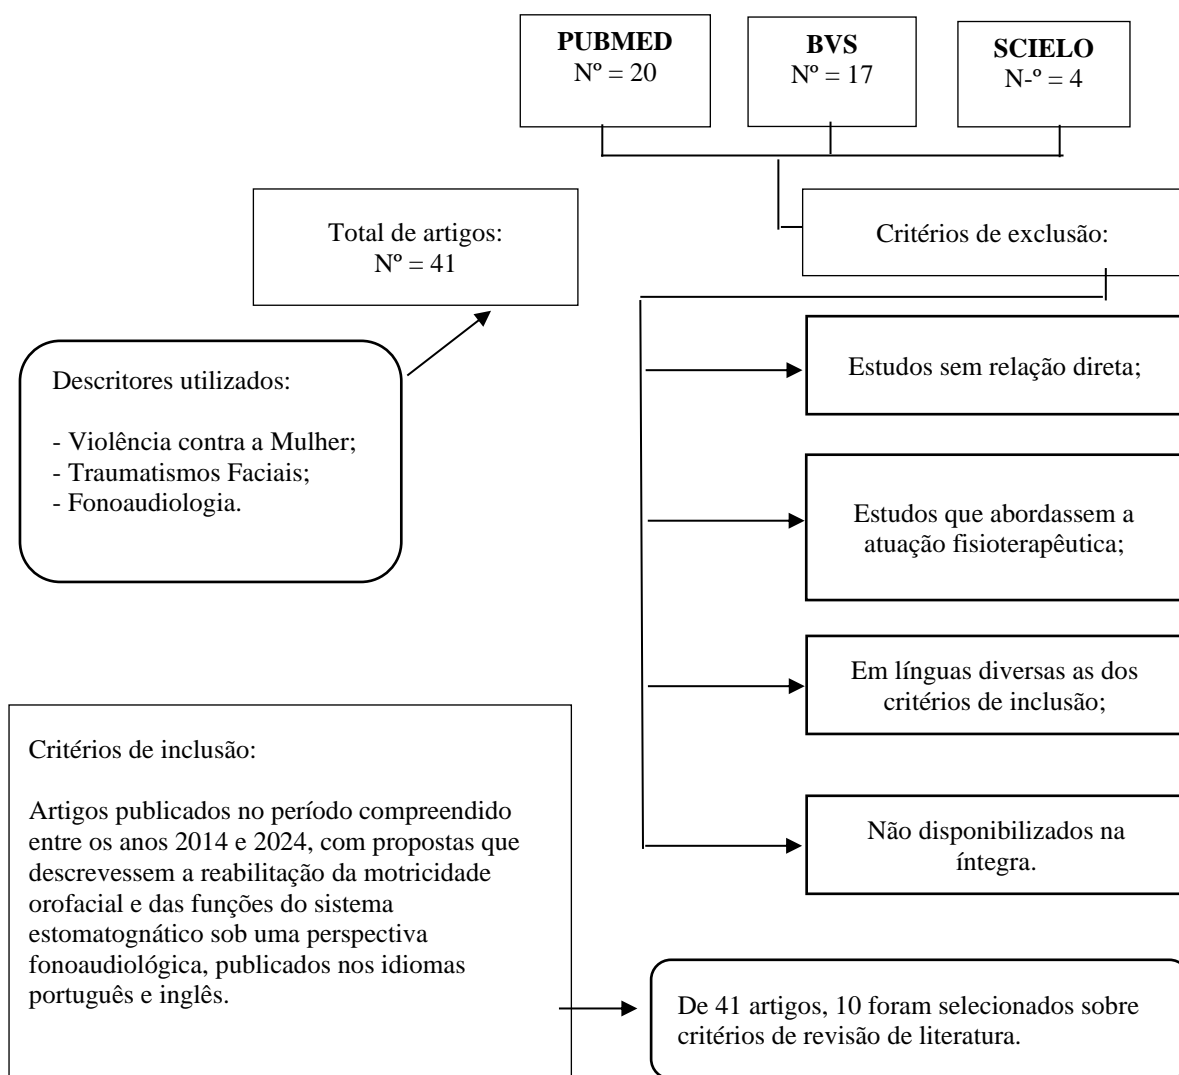 PUBMED
Nº = 20
BVS
Nº = 17
SCIELO
N-º = 4
Total de artigos:
Nº = 41
Critérios de exclusão:
Descritores utilizados:
- Violência contra a Mulher;
- Traumatismos Faciais;
- Fonoaudiologia.
Estudos sem relação direta;
Estudos que abordassem a
atuação fisioterapêutica;
Em línguas diversas as dos
critérios de inclusão;
Não disponibilizados na
íntegra.
Critérios de inclusão:
Artigos publicados no período compreendido
entre os anos 2014 e 2024, com propostas que
descrevessem a reabilitação da motricidade
orofacial e das funções do sistema
estomatognático sob uma perspectiva
fonoaudiológica, publicados nos idiomas
português e inglês.
De 41 artigos, 10 foram selecionados sobre
critérios de revisão de literatura.